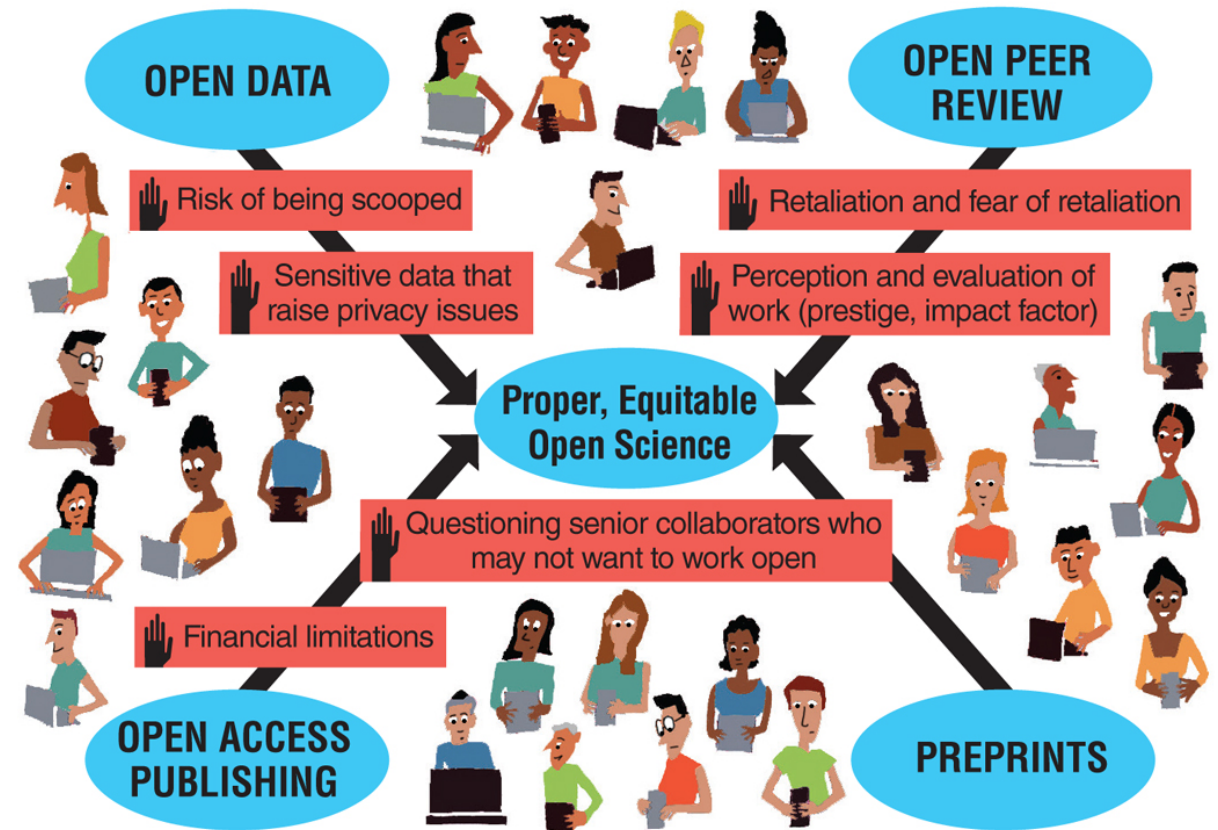 OPEN DATA
OPEN PEER
REVIEW
Risk of being scooped
Retaliation and fear of retaliation
Sensitive data that
raise privacy issues
Perception and evaluation of
work (prestige, impact factor)
Proper, Equitable
Open Science
Questioning senior collaborators who
may not want to work open
Financial limitations
OPEN ACCESS
PUBLISHING
PREPRINTS